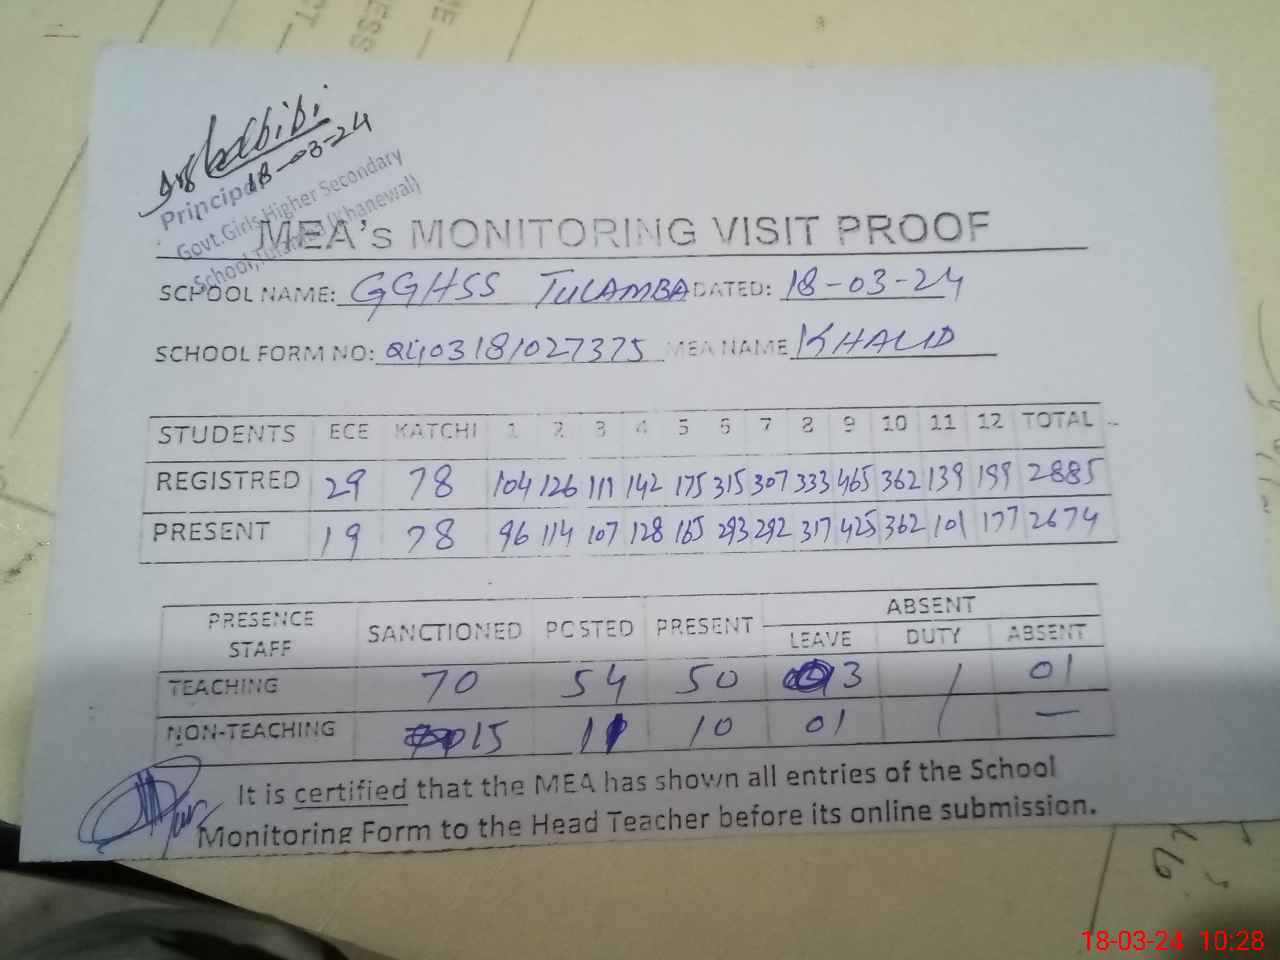 18-03-24
Principal
Govt.Girls Higher Secondary
School, Tulamba (Khanewal)
MEA's MONITORING VISIT PROOF
SCHOOL NAME: GGHSS TULAMBA DATED: 18-03-24
SCHOOL FORM NO: 2403181027375 MEA NAME KHALID
STUDENTS ECE KATCHI 1 2 3 4 5 6 7 8 9 10 11 12 TOTAL
REGISTRED 29 78 104 126 111 142 175 315 307 333 465 362 139 199 2885
PRESENT 19 78 96 114 107 128 165 293 292 317 425 362 101 177 2674
PRESENCE STAFF SANCTIONED POSTED PRESENT ABSENT
LEAVE DUTY ABSENT
TEACHING 70 54 50 3 / 01
NON-TEACHING 15 11 10 01 / —
It is certified that the MEA has shown all entries of the School
Monitoring Form to the Head Teacher before its online submission.
18-03-24 10:28